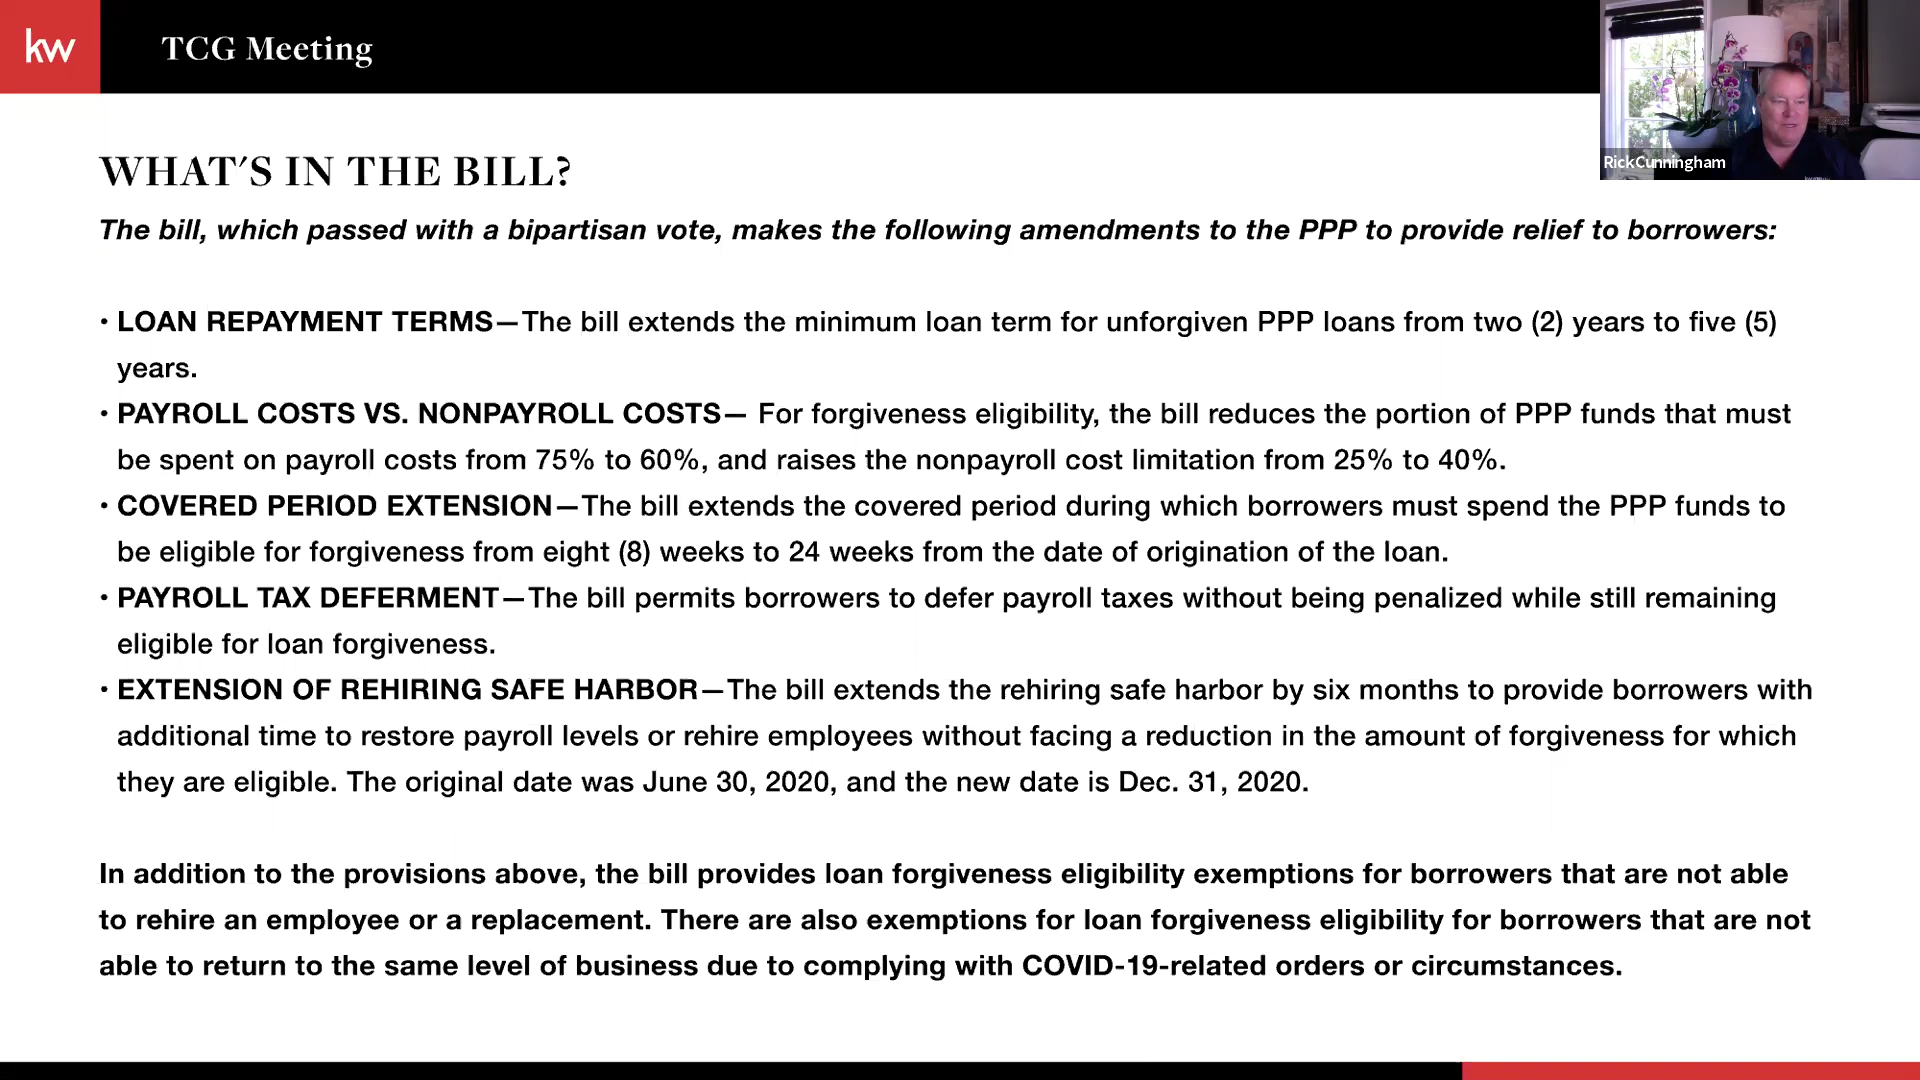 kw
TCG Meeting
RickCunningham
WHAT'S IN THE BILL?
The bill, which passed with a bipartisan vote, makes the following amendments to the PPP to provide relief to borrowers:
• LOAN REPAYMENT TERMS—The bill extends the minimum loan term for unforgiven PPP loans from two (2) years to five (5)
years.
• PAYROLL COSTS VS. NONPAYROLL COSTS— For forgiveness eligibility, the bill reduces the portion of PPP funds that must
be spent on payroll costs from 75% to 60%, and raises the nonpayroll cost limitation from 25% to 40%.
• COVERED PERIOD EXTENSION—The bill extends the covered period during which borrowers must spend the PPP funds to
be eligible for forgiveness from eight (8) weeks to 24 weeks from the date of origination of the loan.
• PAYROLL TAX DEFERMENT—The bill permits borrowers to defer payroll taxes without being penalized while still remaining
eligible for loan forgiveness.
• EXTENSION OF REHIRING SAFE HARBOR—The bill extends the rehiring safe harbor by six months to provide borrowers with
additional time to restore payroll levels or rehire employees without facing a reduction in the amount of forgiveness for which
they are eligible. The original date was June 30, 2020, and the new date is Dec. 31, 2020.
In addition to the provisions above, the bill provides loan forgiveness eligibility exemptions for borrowers that are not able
to rehire an employee or a replacement. There are also exemptions for loan forgiveness eligibility for borrowers that are not
able to return to the same level of business due to complying with COVID-19-related orders or circumstances.